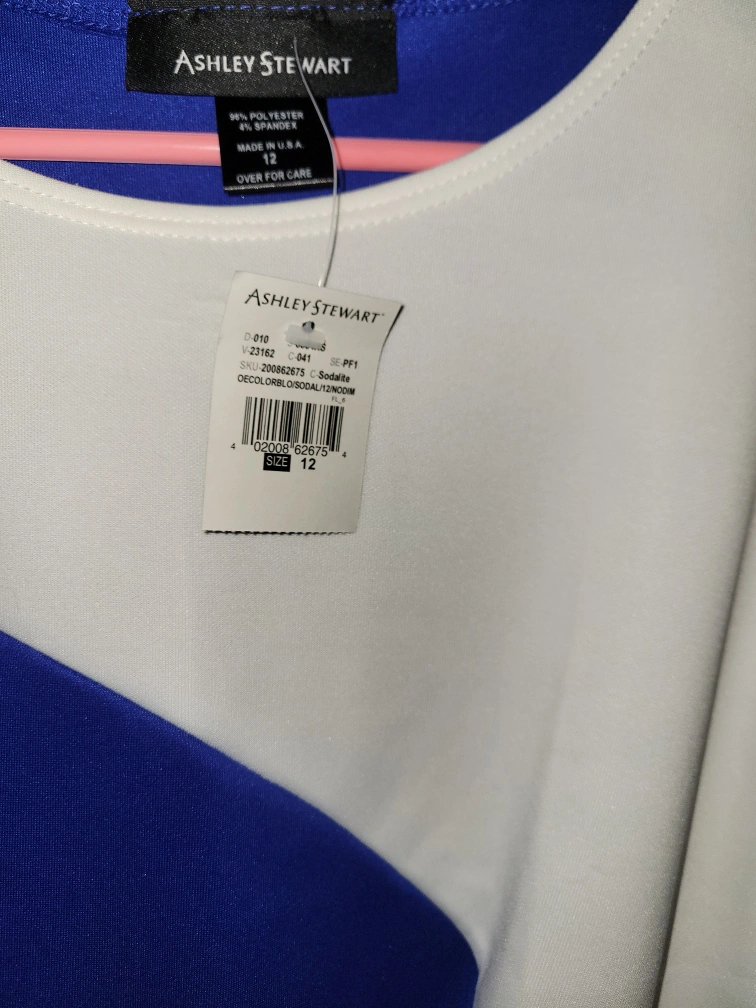 ASHLEY STEWART
96% POLYESTER
4% SPANDEX
MADE IN U.S.A.
12
OVER FOR CARE
ASHLEY STEWART
D-010
V-23162 C-041 SE-PF1
SKU-200862675 C-Sodalite
OECOLORBLO/SODAL/12/NODIM
FL_6
4 02008 62675 4
SIZE 12